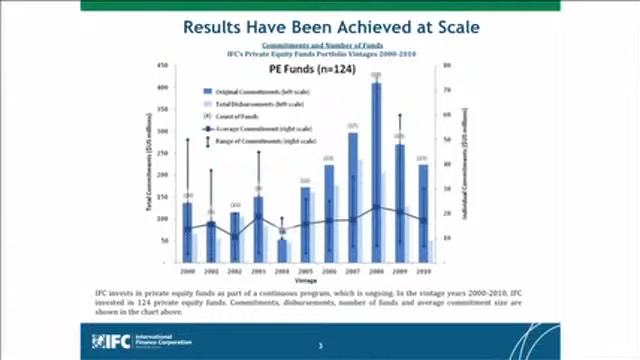 Results Have Been Achieved at Scale
Commitments and Number of Funds
IFC's Private Equity Funds Portfolio Vintages 2000-2010
PE Funds (n=124)
Original Commitments (left scale)
Total Disbursements (left scale)
(#) Count of Funds
Average Commitment (right scale)
Range of Commitments (right scale)
Total Commitments ($US millions)
Individual Commitments ($US millions)
450
400
350
300
250
200
150
100
50
-
80
70
60
50
40
30
20
10
-
2000 2001 2002 2003 2004 2005 2006 2007 2008 2009 2010
Vintage
IFC invests in private equity funds as part of a continuous program, which is ongoing. In the vintage years 2000-2010, IFC
invested in 124 private equity funds. Commitments, disbursements, number of funds and average commitment size are
shown in the chart above.
IFC International
Finance Corporation
3